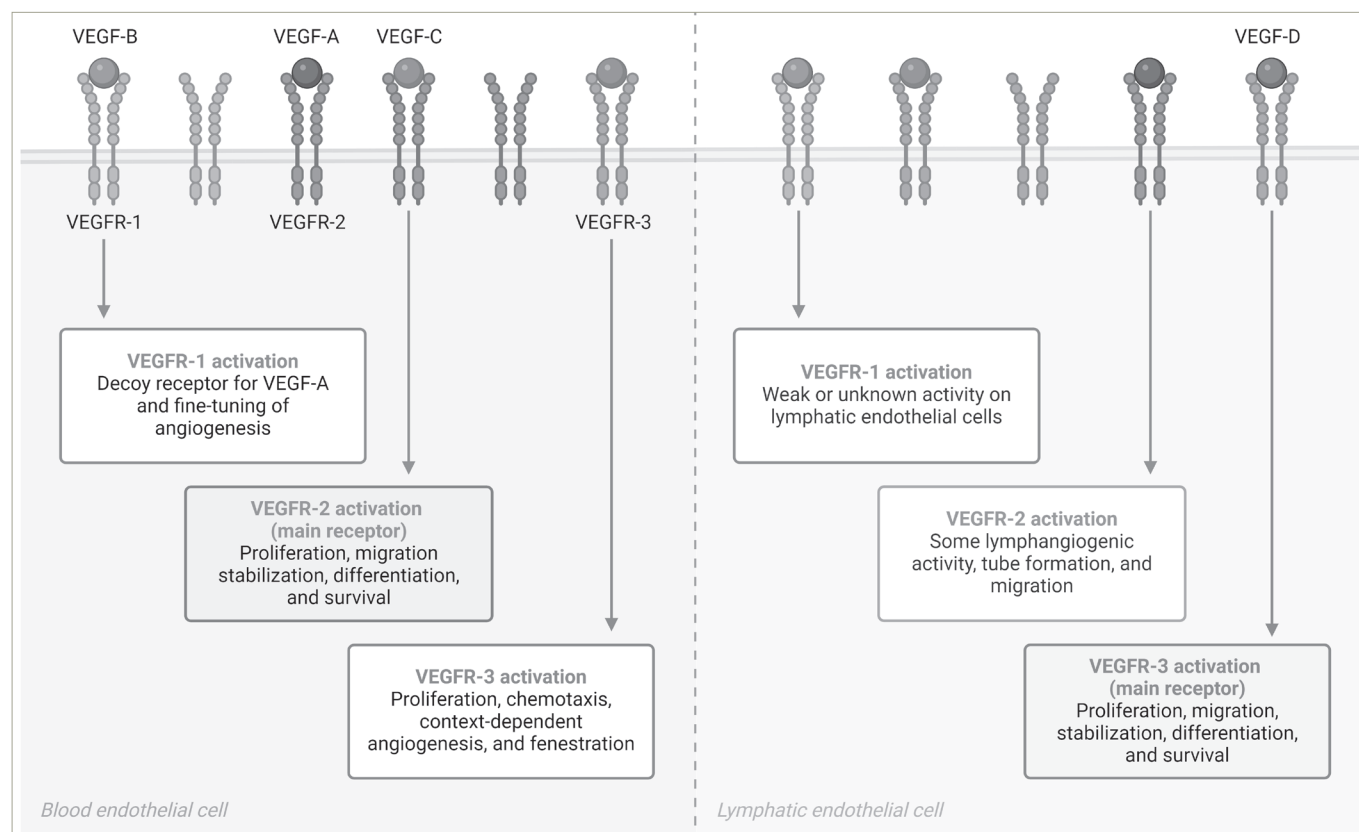 VEGF-B
VEGF-A
VEGF-C
VEGF-D
VEGFR-1
VEGFR-2
VEGFR-3
VEGFR-1 activation
Decoy receptor for VEGF-A
and fine-tuning of
angiogenesis
VEGFR-2 activation
(main receptor)
Proliferation, migration
stabilization, differentiation,
and survival
VEGFR-3 activation
Proliferation, chemotaxis,
context-dependent
angiogenesis, and fenestration
Blood endothelial cell
VEGFR-1 activation
Weak or unknown activity on
lymphatic endothelial cells
VEGFR-2 activation
Some lymphangiogenic
activity, tube formation, and
migration
VEGFR-3 activation
(main receptor)
Proliferation, migration,
stabilization, differentiation,
and survival
Lymphatic endothelial cell